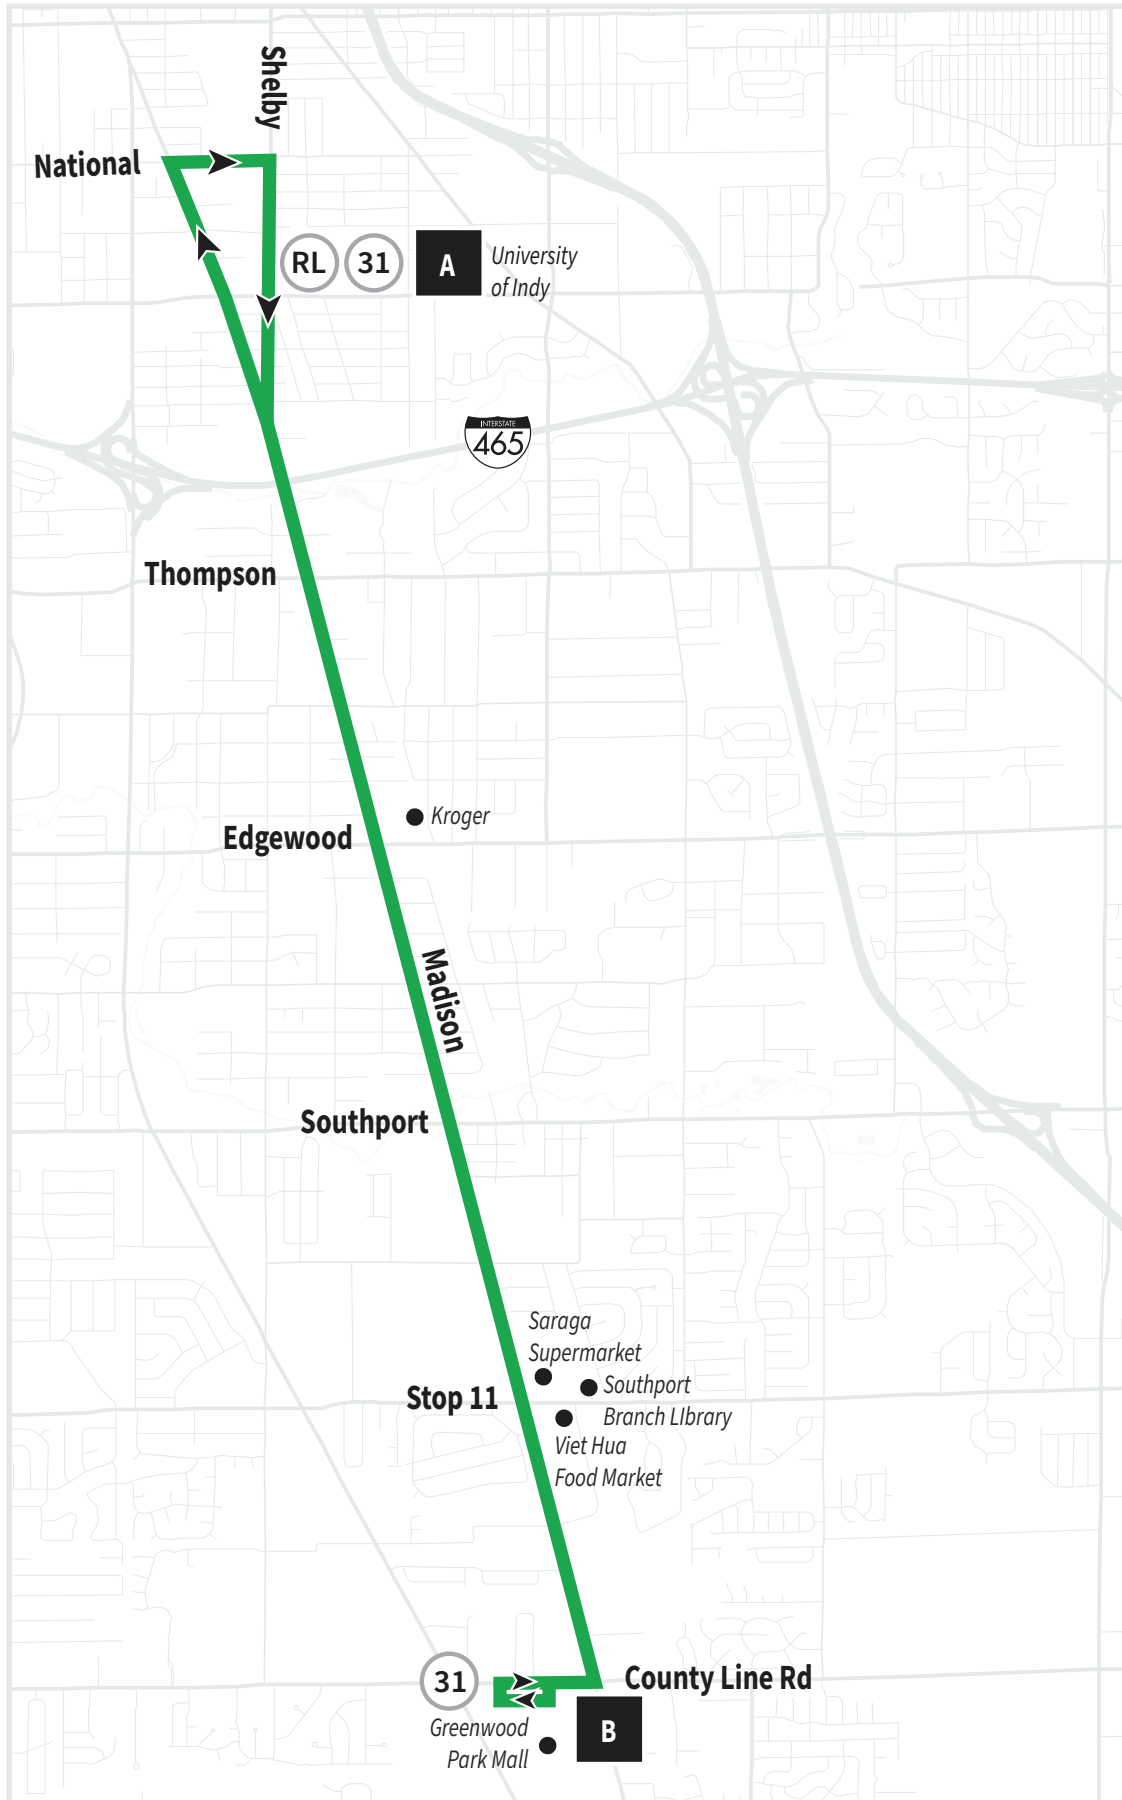 Shelby
National
RL
31
A
University
of Indy
INTERSTATE
465
Thompson
Kroger
Edgewood
Madison
Southport
Saraga
Supermarket
Stop 11
Southport
Branch LIbrary
Viet Hua
Food Market
31
County Line Rd
B
Greenwood
Park Mall